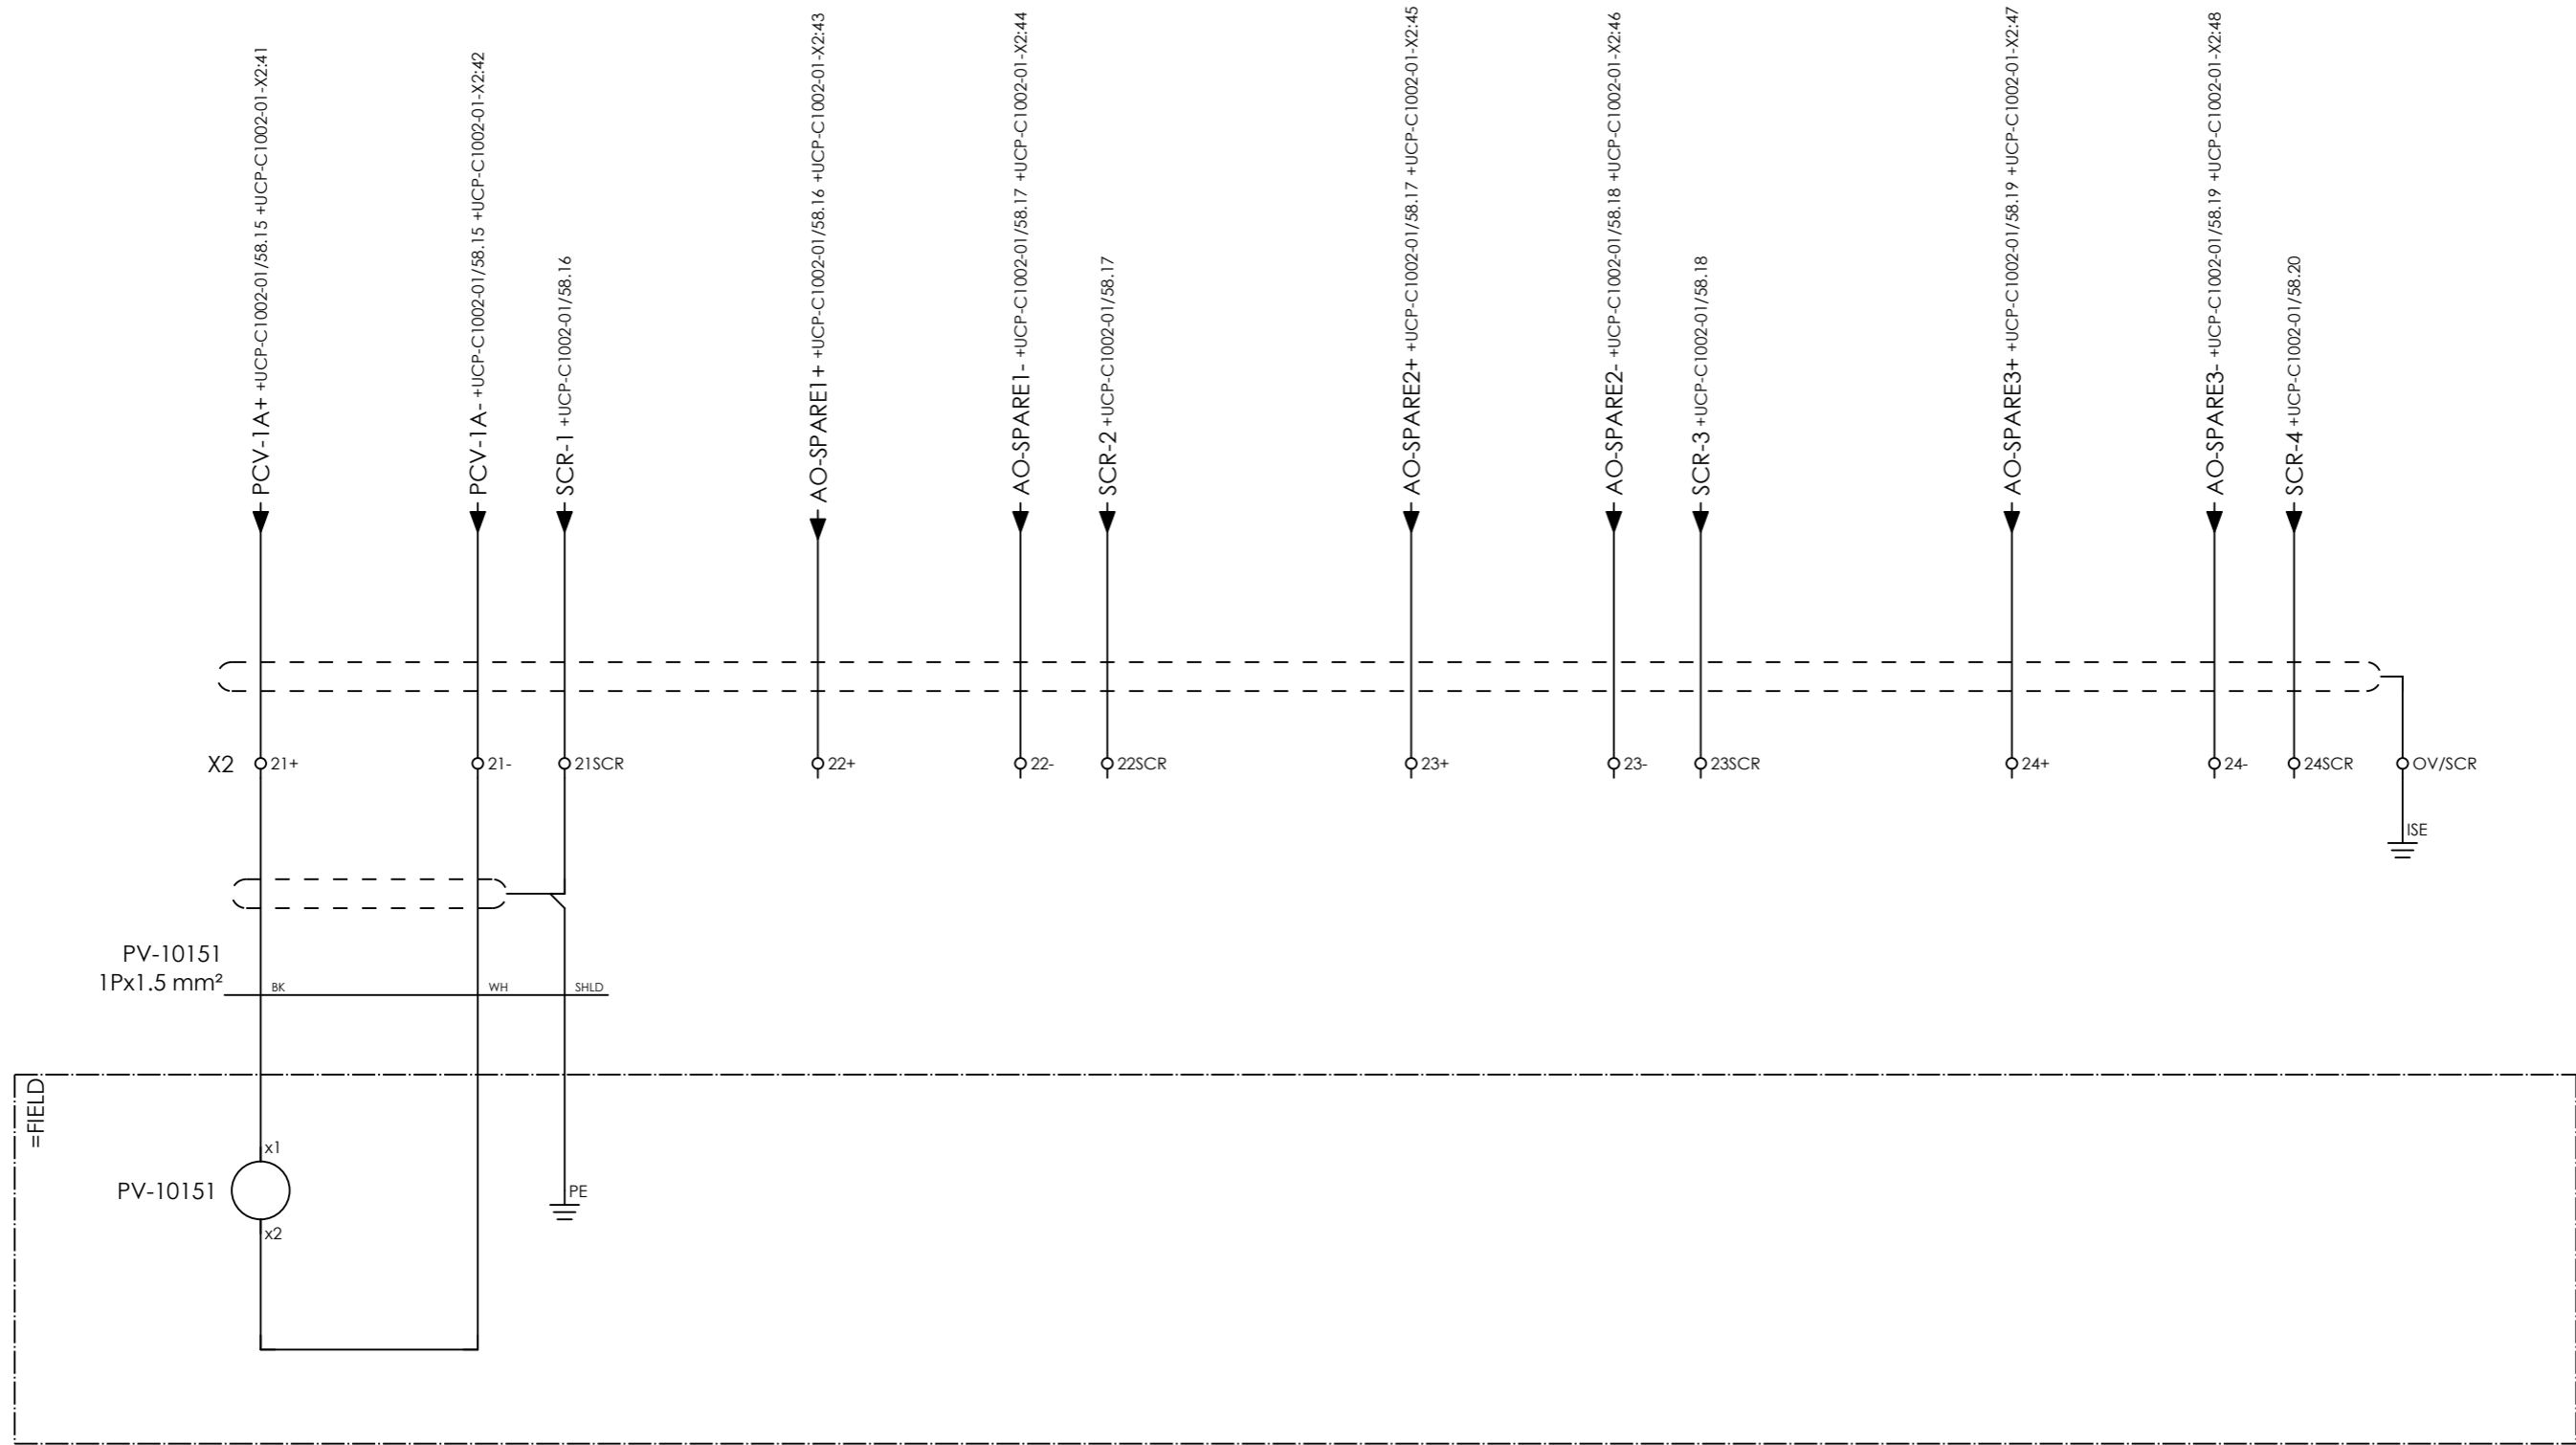 PCV-1A+ +UCP-C1002-01/58.15 +UCP-C1002-01-X2:41
PCV-1A- +UCP-C1002-01/58.15 +UCP-C1002-01-X2:42
SCR-1 +UCP-C1002-01/58.16
AO-SPARE1+ +UCP-C1002-01/58.16 +UCP-C1002-01-X2:43
AO-SPARE1- +UCP-C1002-01/58.17 +UCP-C1002-01-X2:44
SCR-2 +UCP-C1002-01/58.17
AO-SPARE2+ +UCP-C1002-01/58.17 +UCP-C1002-01-X2:45
AO-SPARE2- +UCP-C1002-01/58.18 +UCP-C1002-01-X2:46
SCR-3 +UCP-C1002-01/58.18
AO-SPARE3+ +UCP-C1002-01/58.19 +UCP-C1002-01-X2:47
AO-SPARE3- +UCP-C1002-01/58.19 +UCP-C1002-01-X2:48
SCR-4 +UCP-C1002-01/58.20
X2
21+
21-
21SCR
22+
22-
22SCR
23+
23-
23SCR
24+
24-
24SCR
OV/SCR
ISE
PV-10151
1Px1.5 mm²
BK
WH
SHLD
=FIELD
x1
PV-10151
x2
PE